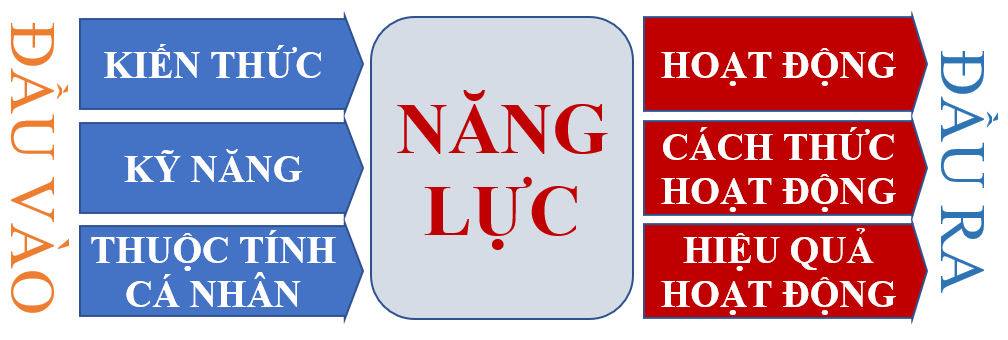 ĐẦU VÀO
KIẾN THỨC
KỸ NĂNG
THUỘC TÍNH
CÁ NHÂN
NĂNG
LỰC
HOẠT ĐỘNG
CÁCH THỨC
HOẠT ĐỘNG
HIỆU QUẢ
HOẠT ĐỘNG
ĐẦU RA